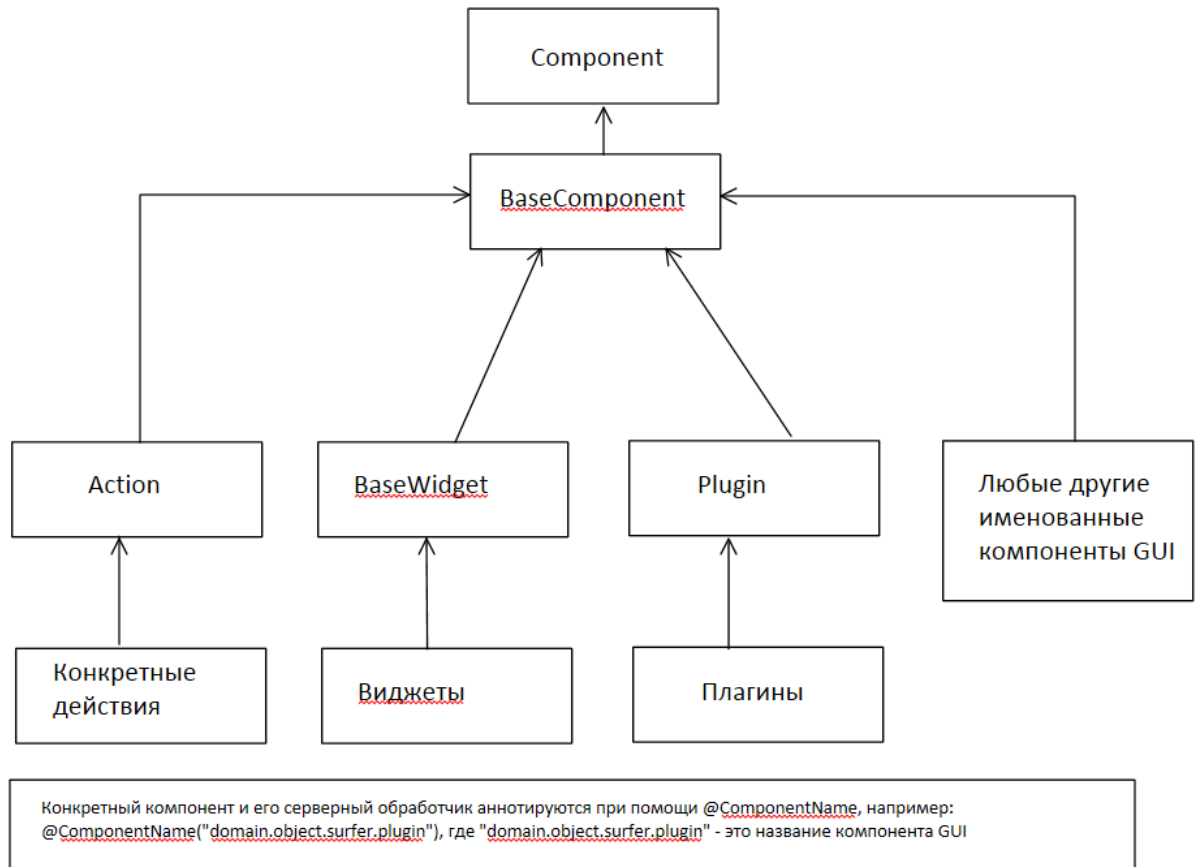 Component
BaseComponent
Action
BaseWidget
Plugin
Любые другие
именованные
компоненты GUI
Конкретные
действия
Виджеты
Плагины
Конкретный компонент и его серверный обработчик аннотируются при помощи @ComponentName, например:
@ComponentName("domain.object.surfer.plugin"), где "domain.object.surfer.plugin" - это название компонента GUI